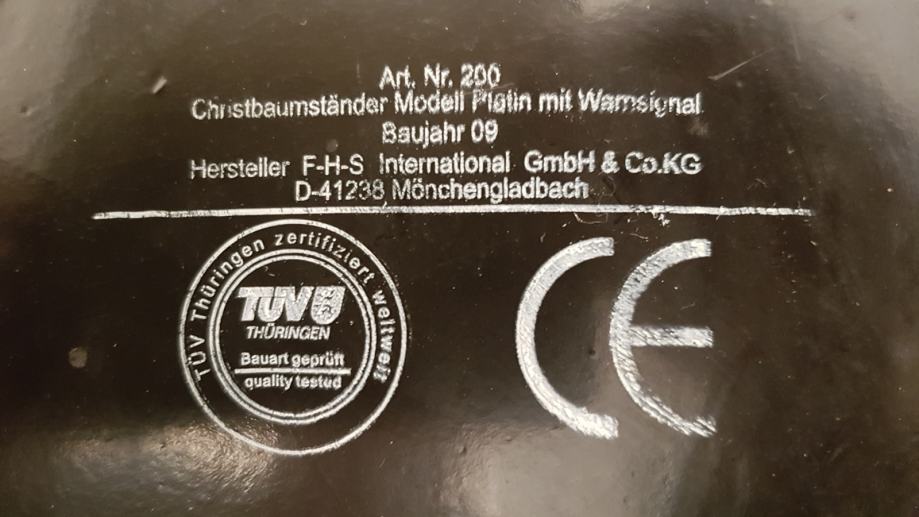 Art. Nr. 200
Christbaumständer Modell Platin mit Warnsignal
Baujahr 09
Hersteller F-H-S International GmbH & Co.KG
D-41238 Mönchengladbach
TÜV Thüringen zertifiziert weltweit
TÜV
THÜRINGEN
Bauart geprüft
quality tested
CE